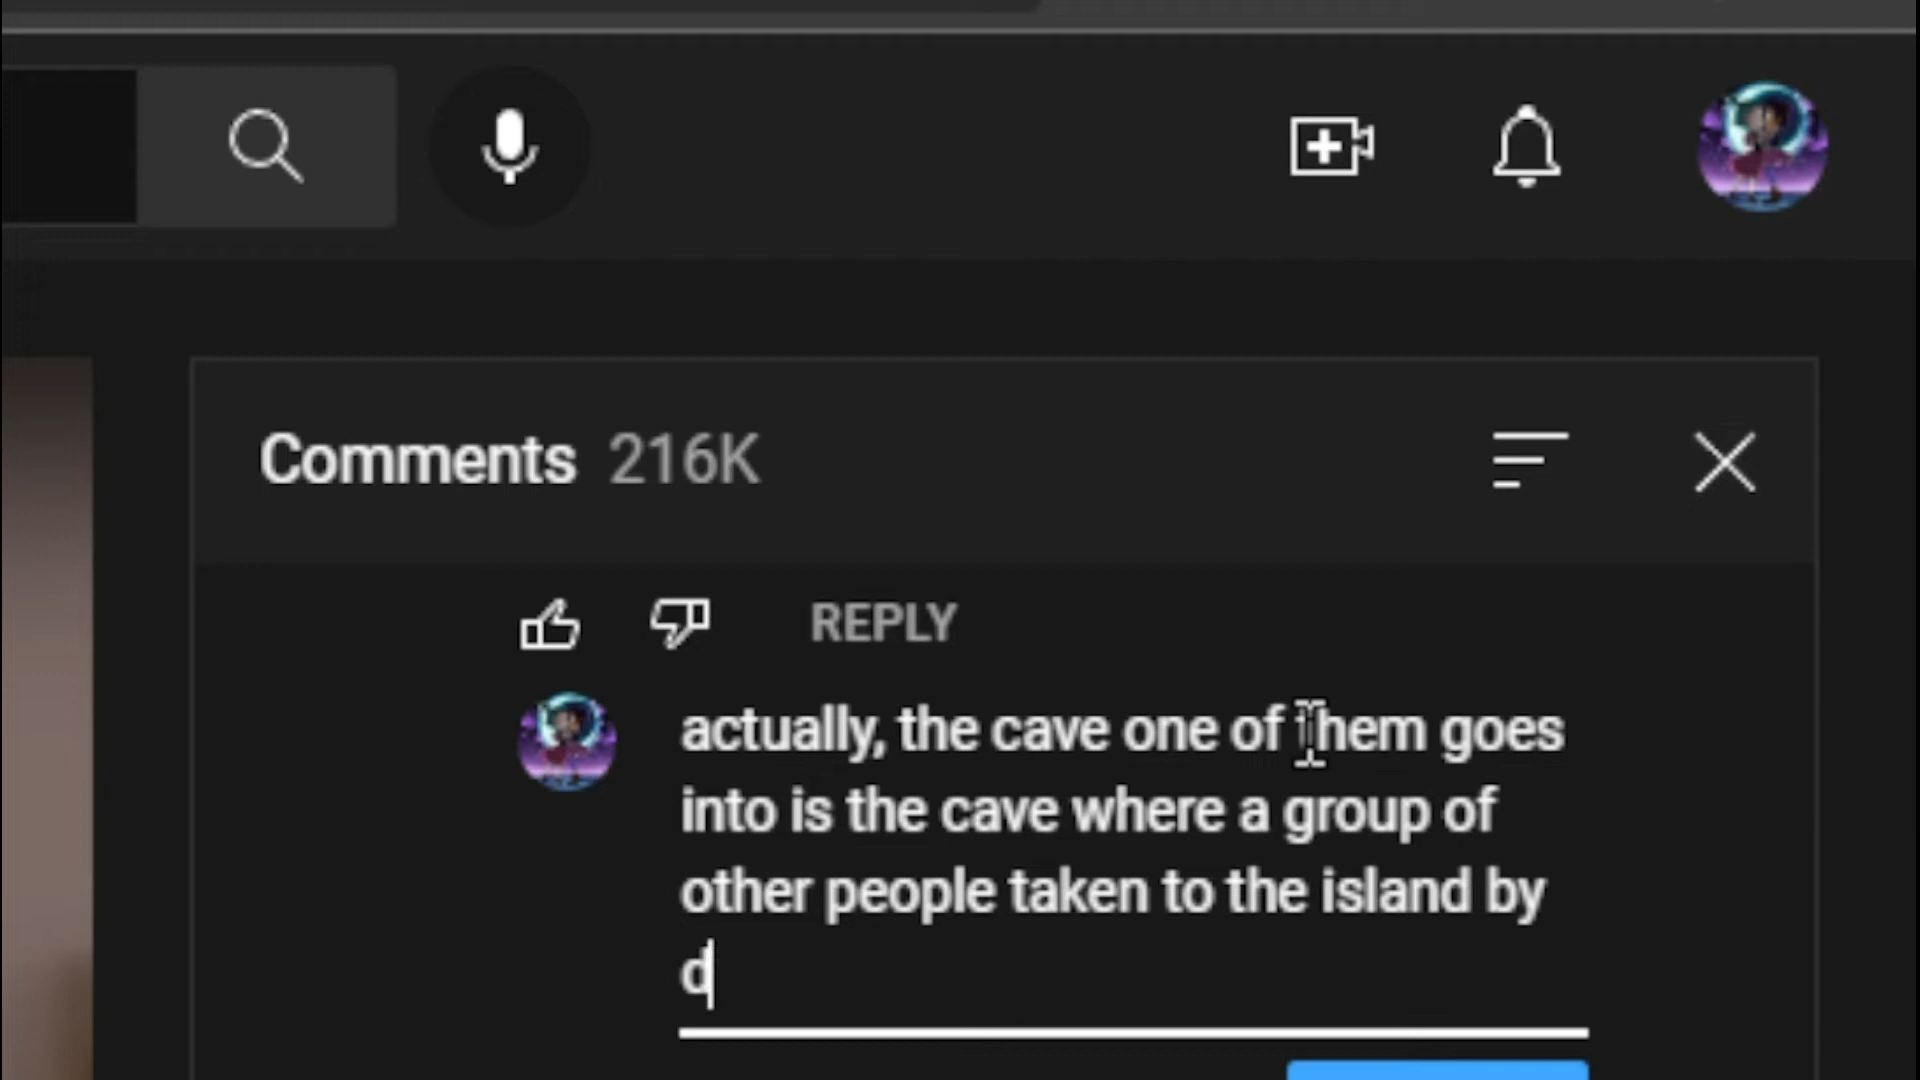 Comments 216K
REPLY
actually, the cave one of them goes
into is the cave where a group of
other people taken to the island by
d